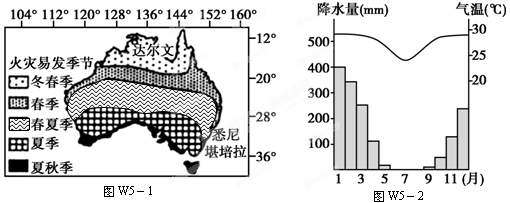 104° 112° 120° 128° 136° 144° 152° 160°
火灾易发季节
达尔文
12°
20°
28°
36°
冬春季
春季
春夏季
夏季
夏秋季
悉尼
堪培拉
图 W5-1
降水量(mm)
气温(℃)
500
400
300
200
100
30
25
20
1 3 5 7 9 11 (月)
图 W5-2